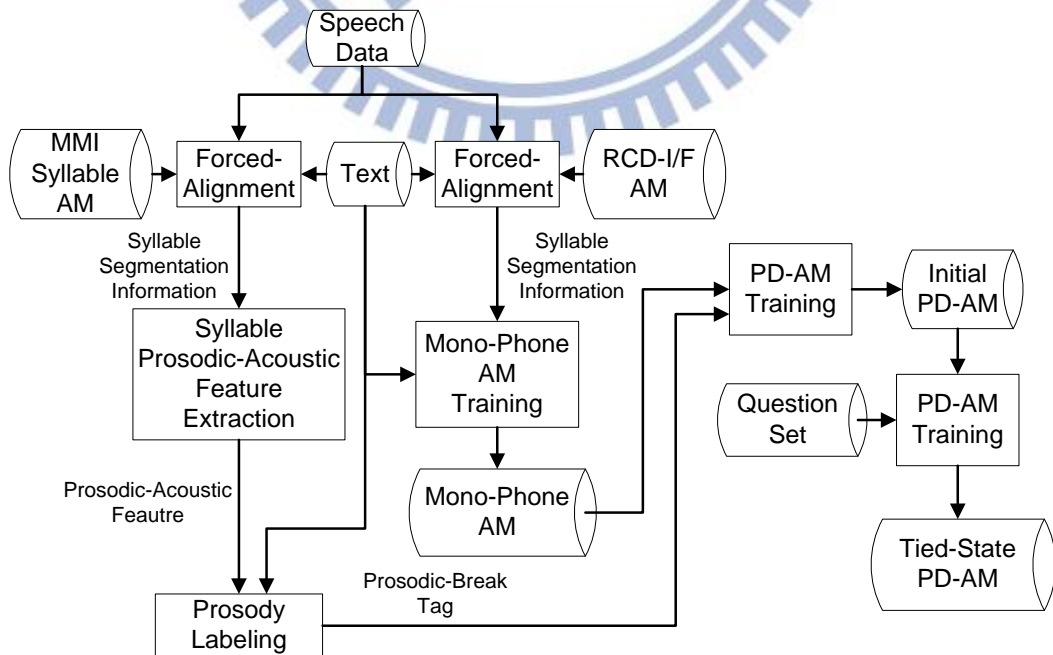 Speech
Data
MMI
Syllable
AM
Forced-
Alignment
Text
Forced-
Alignment
RCD-I/F
AM
Syllable
Segmentation
Information
Syllable
Segmentation
Information
PD-AM
Training
Initial
PD-AM
Syllable
Prosodic-Acoustic
Feature
Extraction
Mono-Phone
AM
Training
Question
Set
PD-AM
Training
Prosodic-Acoustic
Feautre
Mono-Phone
AM
Tied-State
PD-AM
Prosodic-Break
Tag
Prosody
Labeling